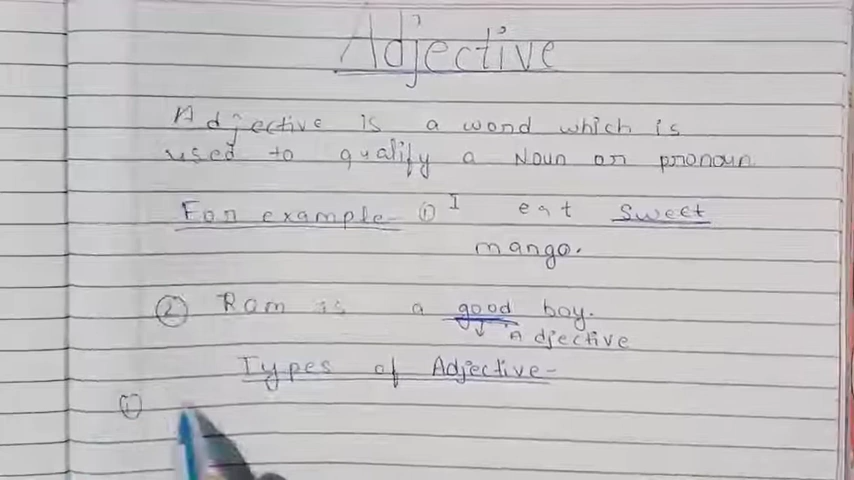 Adjective
Adjective is a word which is
used to qualify a Noun or pronoun
For example- ① I eat sweet
mango.
② Ram is a good boy.
↓ Adjective
Types of Adjective-
①